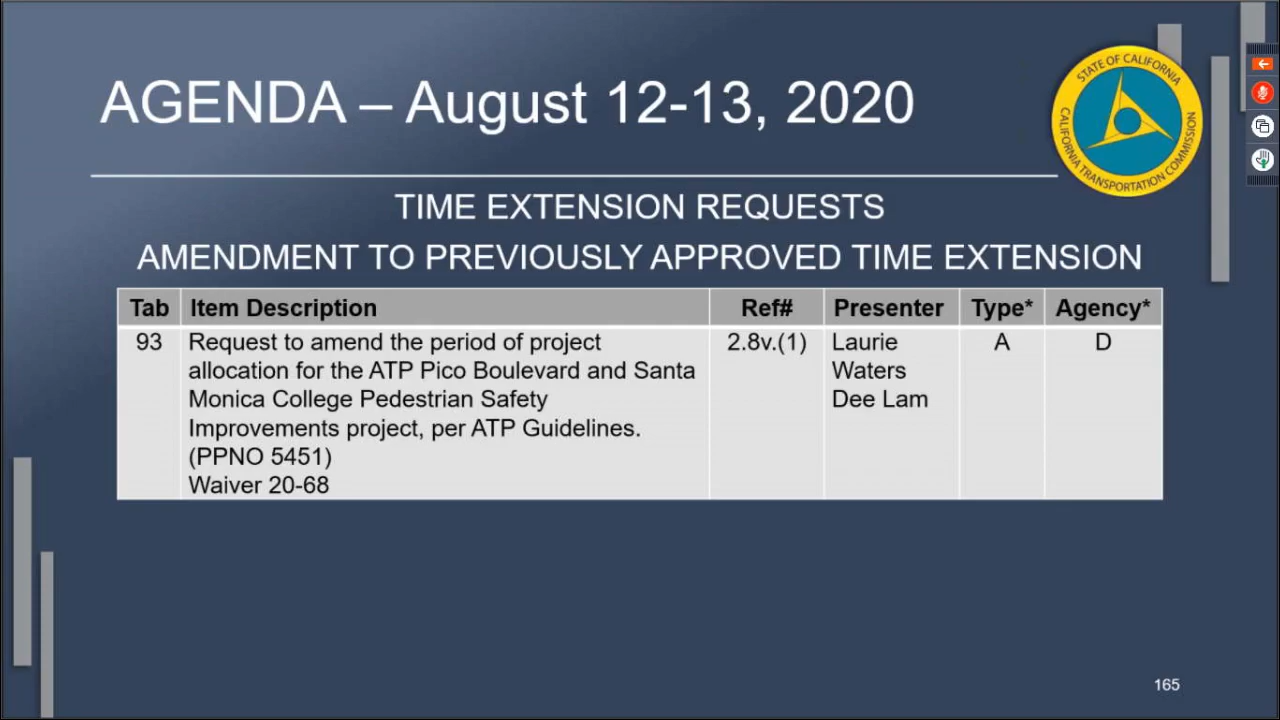 AGENDA – August 12-13, 2020
STATE OF CALIFORNIA
CALIFORNIA TRANSPORTATION COMMISSION
TIME EXTENSION REQUESTS
AMENDMENT TO PREVIOUSLY APPROVED TIME EXTENSION
Tab Item Description Ref# Presenter Type* Agency*
93 Request to amend the period of project 2.8v.(1) Laurie A D
allocation for the ATP Pico Boulevard and Santa Waters
Monica College Pedestrian Safety Dee Lam
Improvements project, per ATP Guidelines.
(PPNO 5451)
Waiver 20-68
165